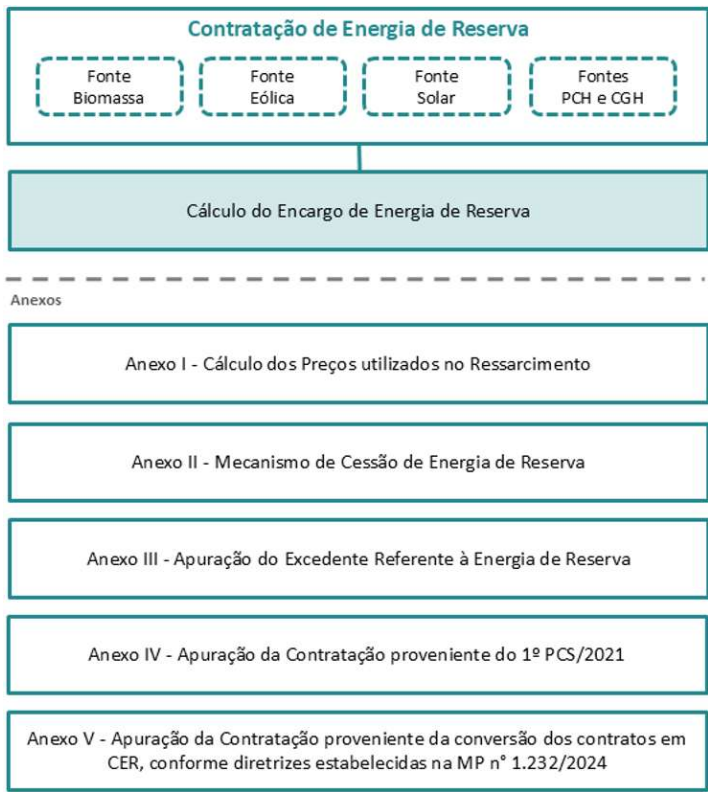 Contratação de Energia de Reserva
Fonte
Biomassa
Fonte
Eólica
Fonte
Solar
Fontes
PCH e CGH
Cálculo do Encargo de Energia de Reserva
Anexos
Anexo I - Cálculo dos Preços utilizados no Ressarcimento
Anexo II - Mecanismo de Cessão de Energia de Reserva
Anexo III - Apuração do Excedente Referente à Energia de Reserva
Anexo IV - Apuração da Contratação proveniente do 1º PCS/2021
Anexo V - Apuração da Contratação proveniente da conversão dos contratos em
CER, conforme diretrizes estabelecidas na MP n° 1.232/2024